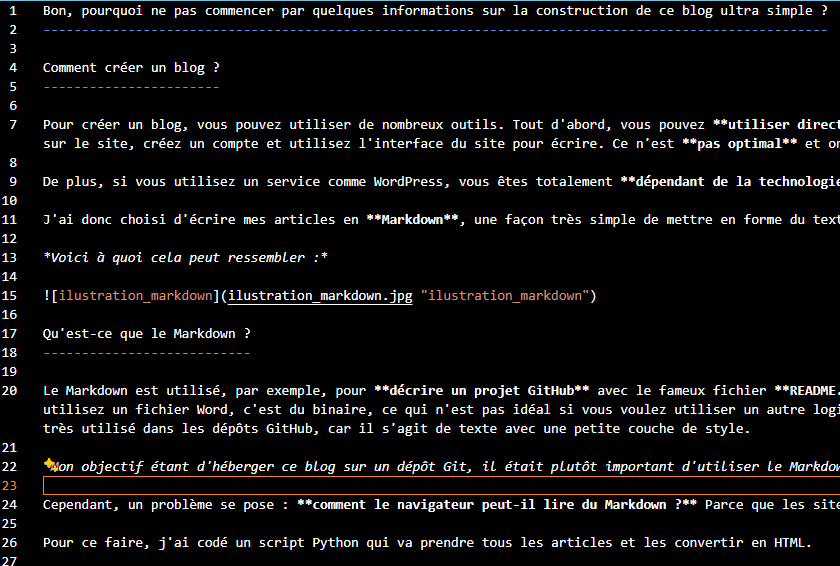 1 Bon, pourquoi ne pas commencer par quelques informations sur la construction de ce blog ultra simple ?
2 ------------------------------------------------------------------------------------------------------
3
4 Comment créer un blog ?
5 -----------------------
6
7 Pour créer un blog, vous pouvez utiliser de nombreux outils. Tout d'abord, vous pouvez **utiliser direct
sur le site, créez un compte et utilisez l'interface du site pour écrire. Ce n'est **pas optimal** et on
8
9 De plus, si vous utilisez un service comme WordPress, vous êtes totalement **dépendant de la technologie
10
11 J'ai donc choisi d'écrire mes articles en **Markdown**, une façon très simple de mettre en forme du text
12
13 *Voici à quoi cela peut ressembler :*
14
15 ![ilustration_markdown](ilustration_markdown.jpg "ilustration_markdown")
16
17 Qu'est-ce que le Markdown ?
18 ---------------------------
19
20 Le Markdown est utilisé, par exemple, pour **décrire un projet GitHub** avec le fameux fichier **README.
utilisez un fichier Word, c'est du binaire, ce qui n'est pas idéal si vous voulez utiliser un autre logi
très utilisé dans les dépôts GitHub, car il s'agit de texte avec une petite couche de style.
21
22 *Mon objectif étant d'héberger ce blog sur un dépôt Git, il était plutôt important d'utiliser le Markdow
23
24 Cependant, un problème se pose : **comment le navigateur peut-il lire du Markdown ?** Parce que les site
25
26 Pour ce faire, j'ai codé un script Python qui va prendre tous les articles et les convertir en HTML.
27